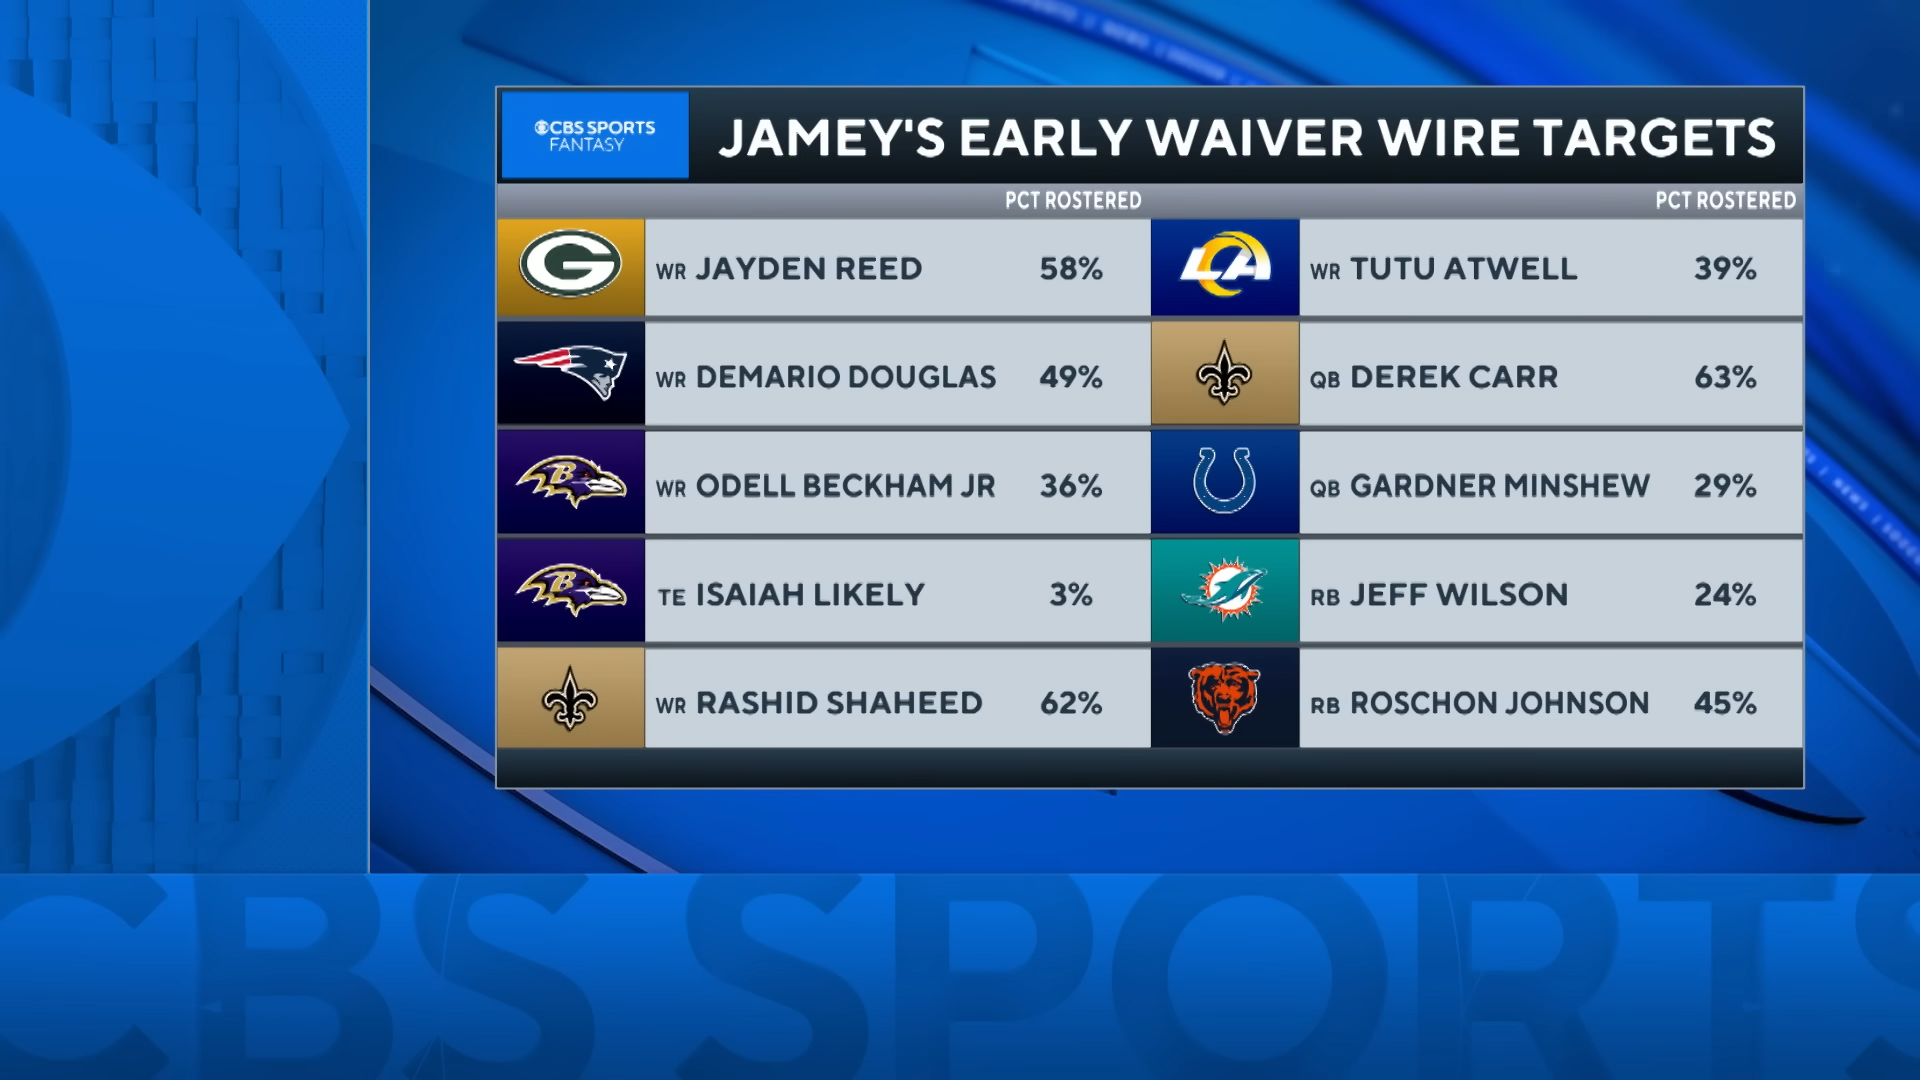 CBS SPORTS
FANTASY
JAMEY'S EARLY WAIVER WIRE TARGETS
PCT ROSTERED PCT ROSTERED
G WR JAYDEN REED 58% LA WR TUTU ATWELL 39%
WR DEMARIO DOUGLAS 49% QB DEREK CARR 63%
B WR ODELL BECKHAM JR 36% QB GARDNER MINSHEW 29%
B TE ISAIAH LIKELY 3% RB JEFF WILSON 24%
WR RASHID SHAHEED 62% RB ROSCHON JOHNSON 45%
CBS SPORTS